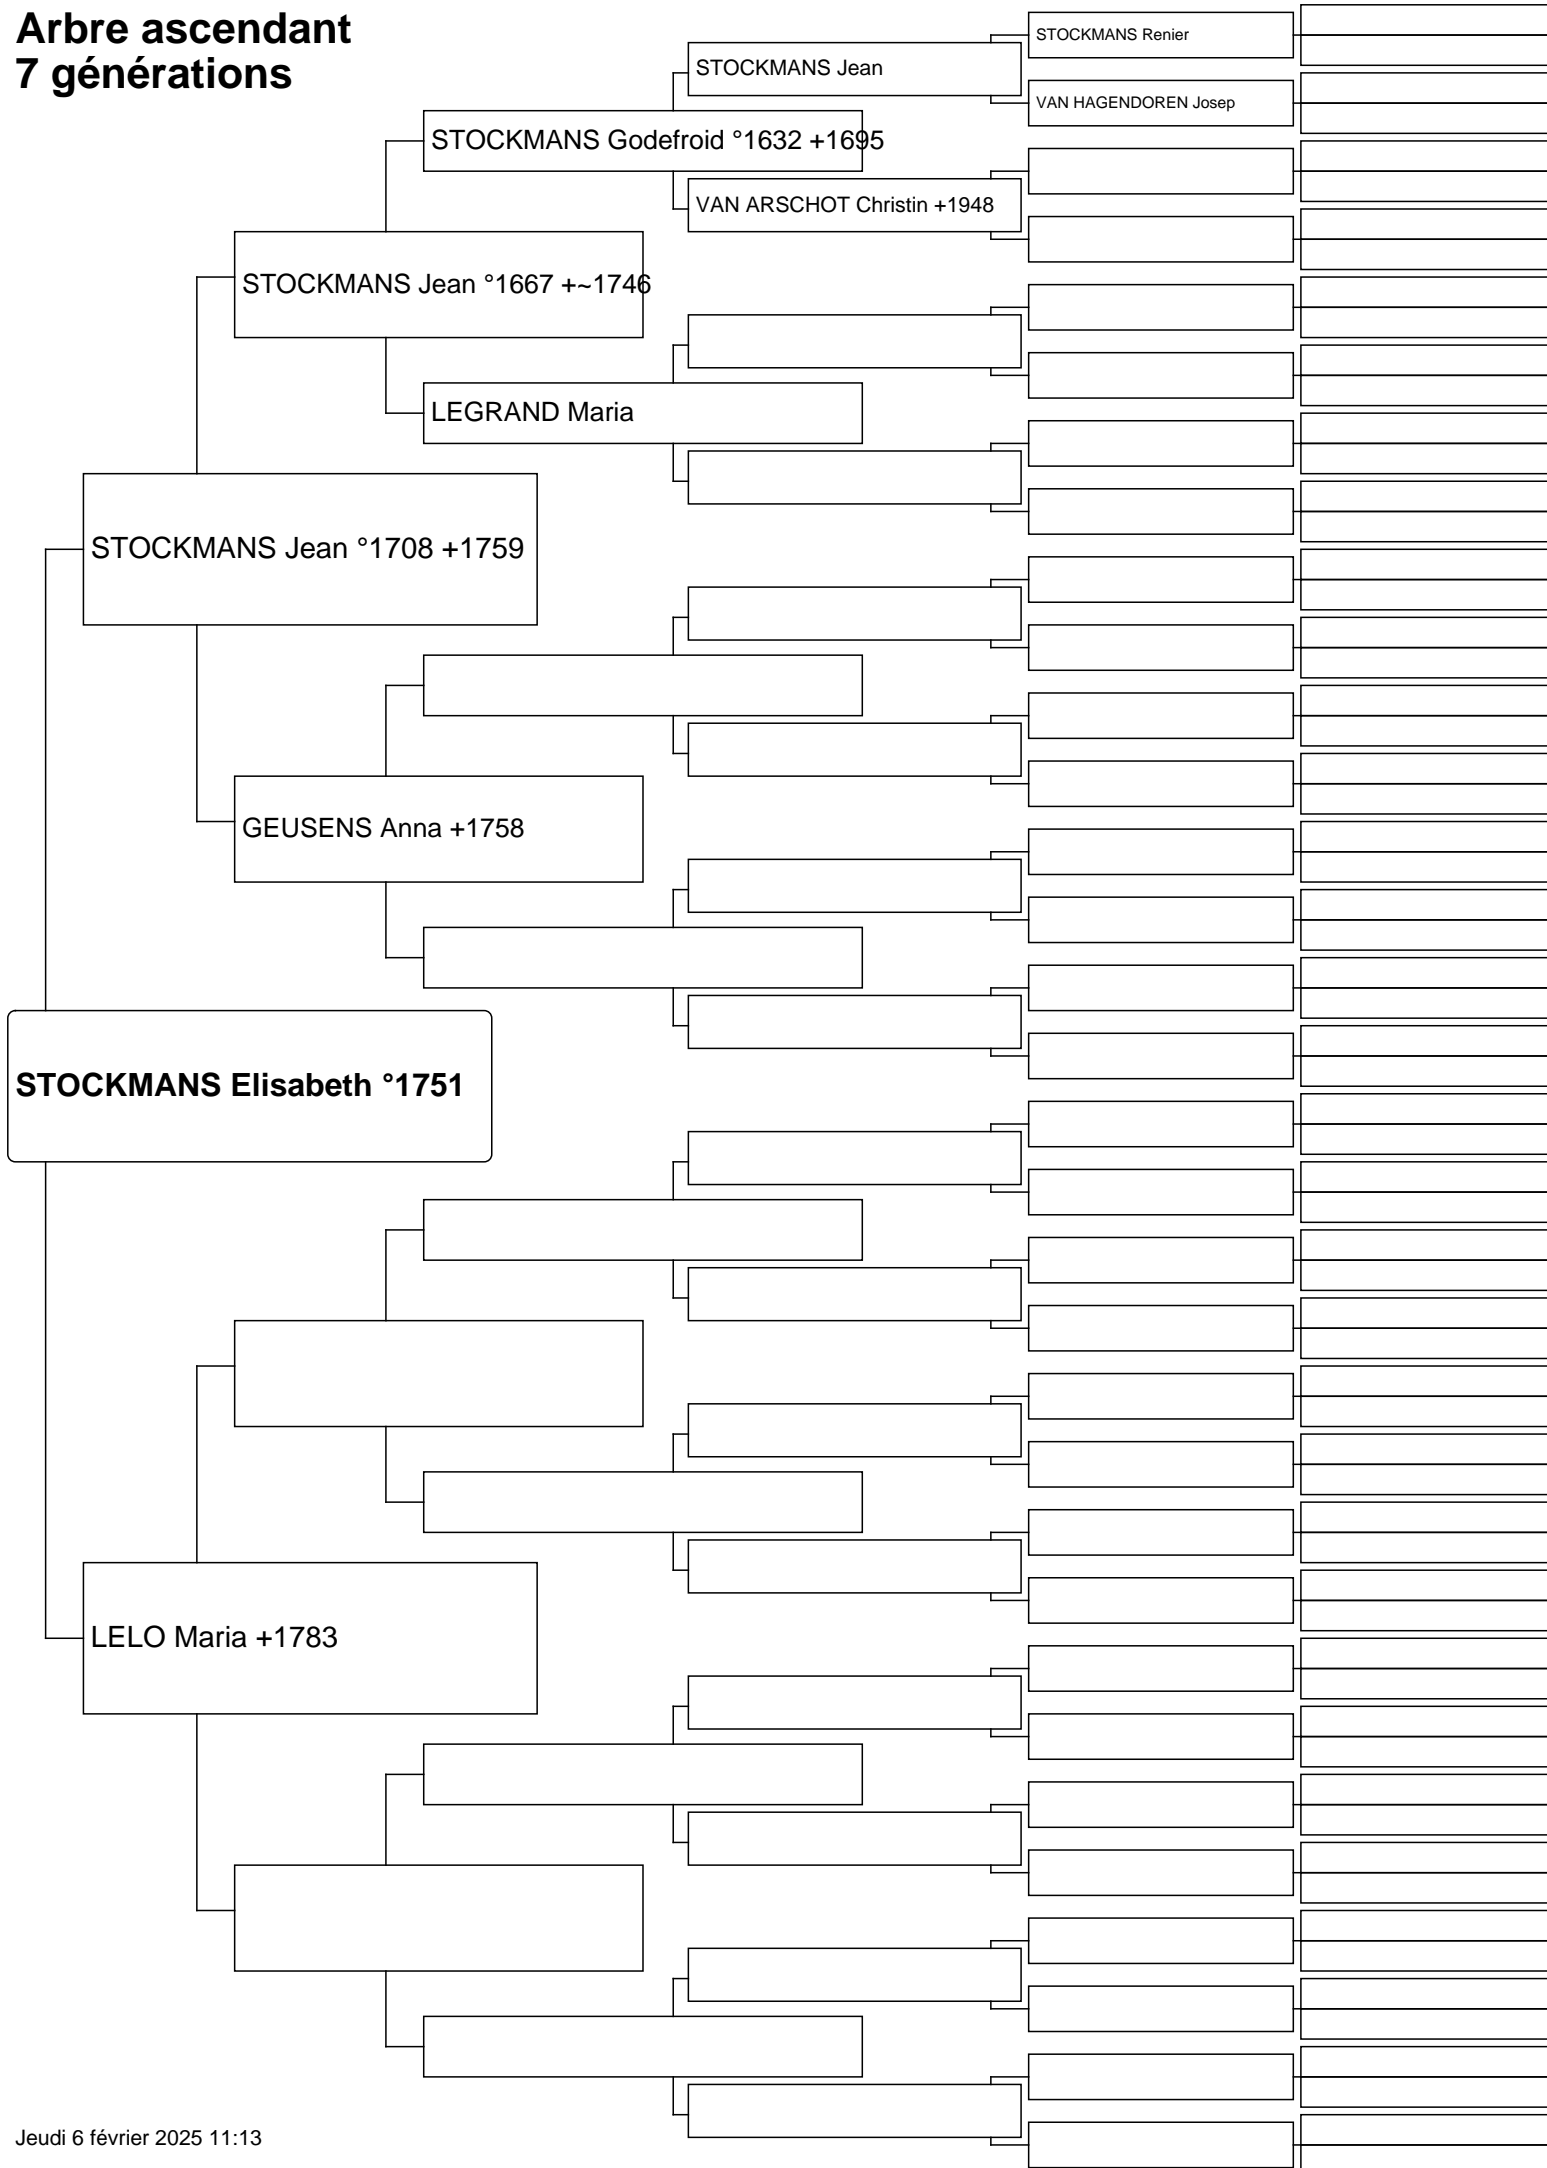 Arbre ascendant
7 générations
STOCKMANS Renier
STOCKMANS Jean
VAN HAGENDOREN Josep
STOCKMANS Godefroid °1632 +1695
VAN ARSCHOT Christin +1948
STOCKMANS Jean °1667 +~1746
LEGRAND Maria
STOCKMANS Jean °1708 +1759
GEUSENS Anna +1758
STOCKMANS Elisabeth °1751
LELO Maria +1783
Jeudi 6 février 2025 11:13